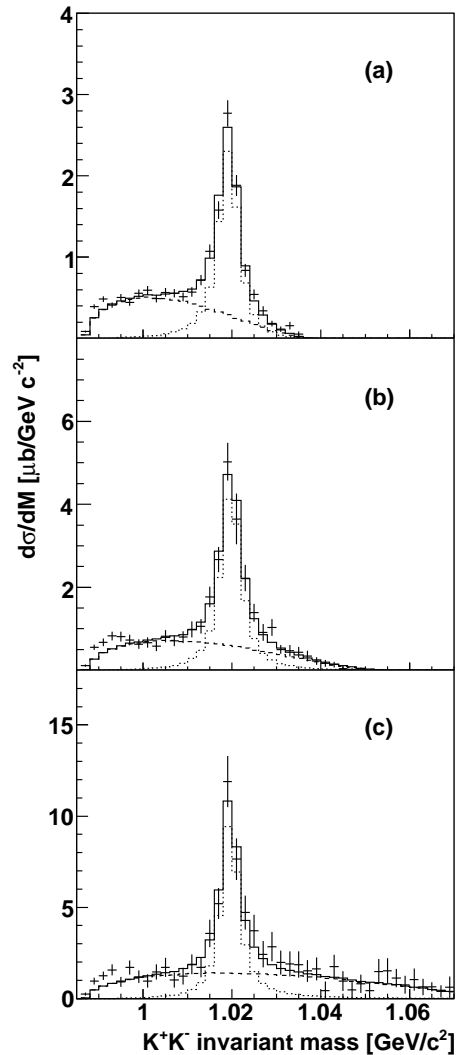 4
(a)
3
2
1
(b)
6
4
2
dσ/dM [μb/GeV c⁻²]
15
(c)
10
5
0
1 1.02 1.04 1.06
K⁺K⁻ invariant mass [GeV/c²]